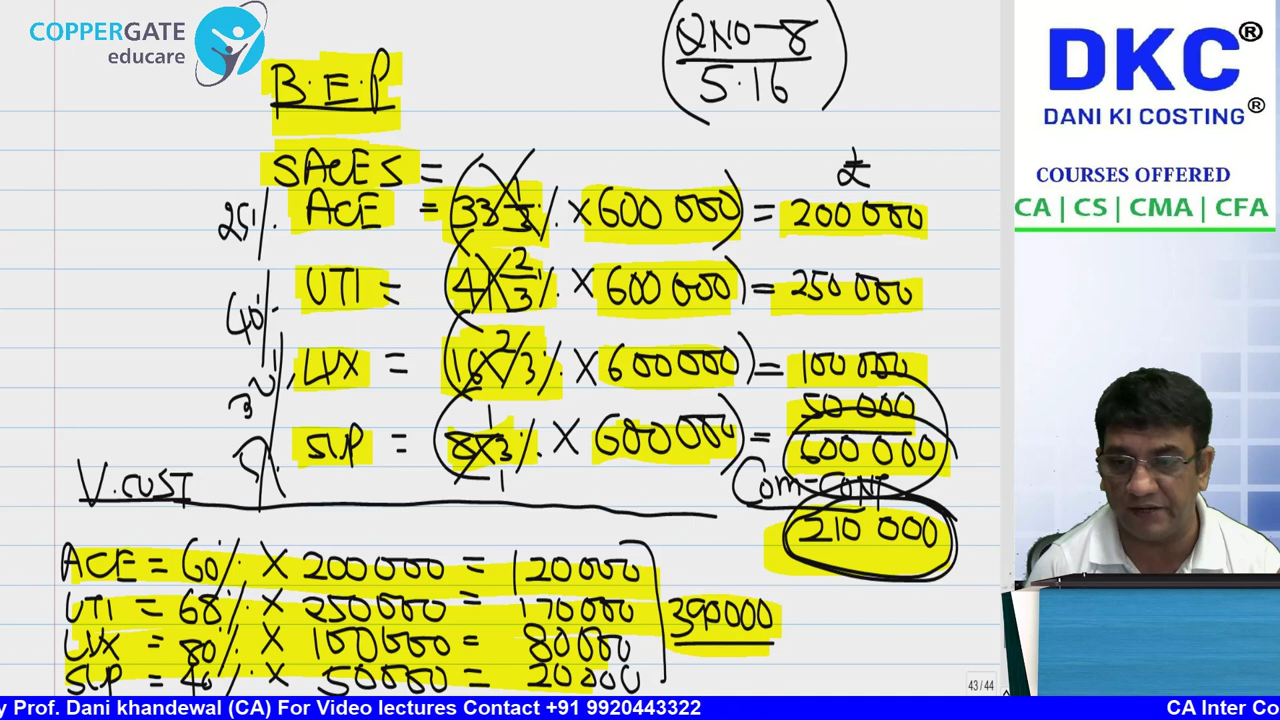 COPPERGATE
educare
QNO-8
5.16
B.E.P
SALES =
₹
25% ACE = 33 1/3 % × 600 000 = 200 000
40% UTI = 41 2/3 % × 600 000 = 250 000
LUX = 16 2/3 % × 600000 = 100 000
50 000
5% SUP = 8 1/3 % × 600 000 = 600 000
V.COST
Com-CONT
210 000
ACE = 60% × 200000 = 120000
UTI = 68% × 250000 = 170000
LUX = 80% × 100000 = 80000
SUP = 40% × 50000 = 20000
390000
43 / 44
DKC®
DANI KI COSTING®
COURSES OFFERED
CA | CS | CMA | CFA
y Prof. Dani khandewal (CA) For Video lectures Contact +91 9920443322
CA Inter Co